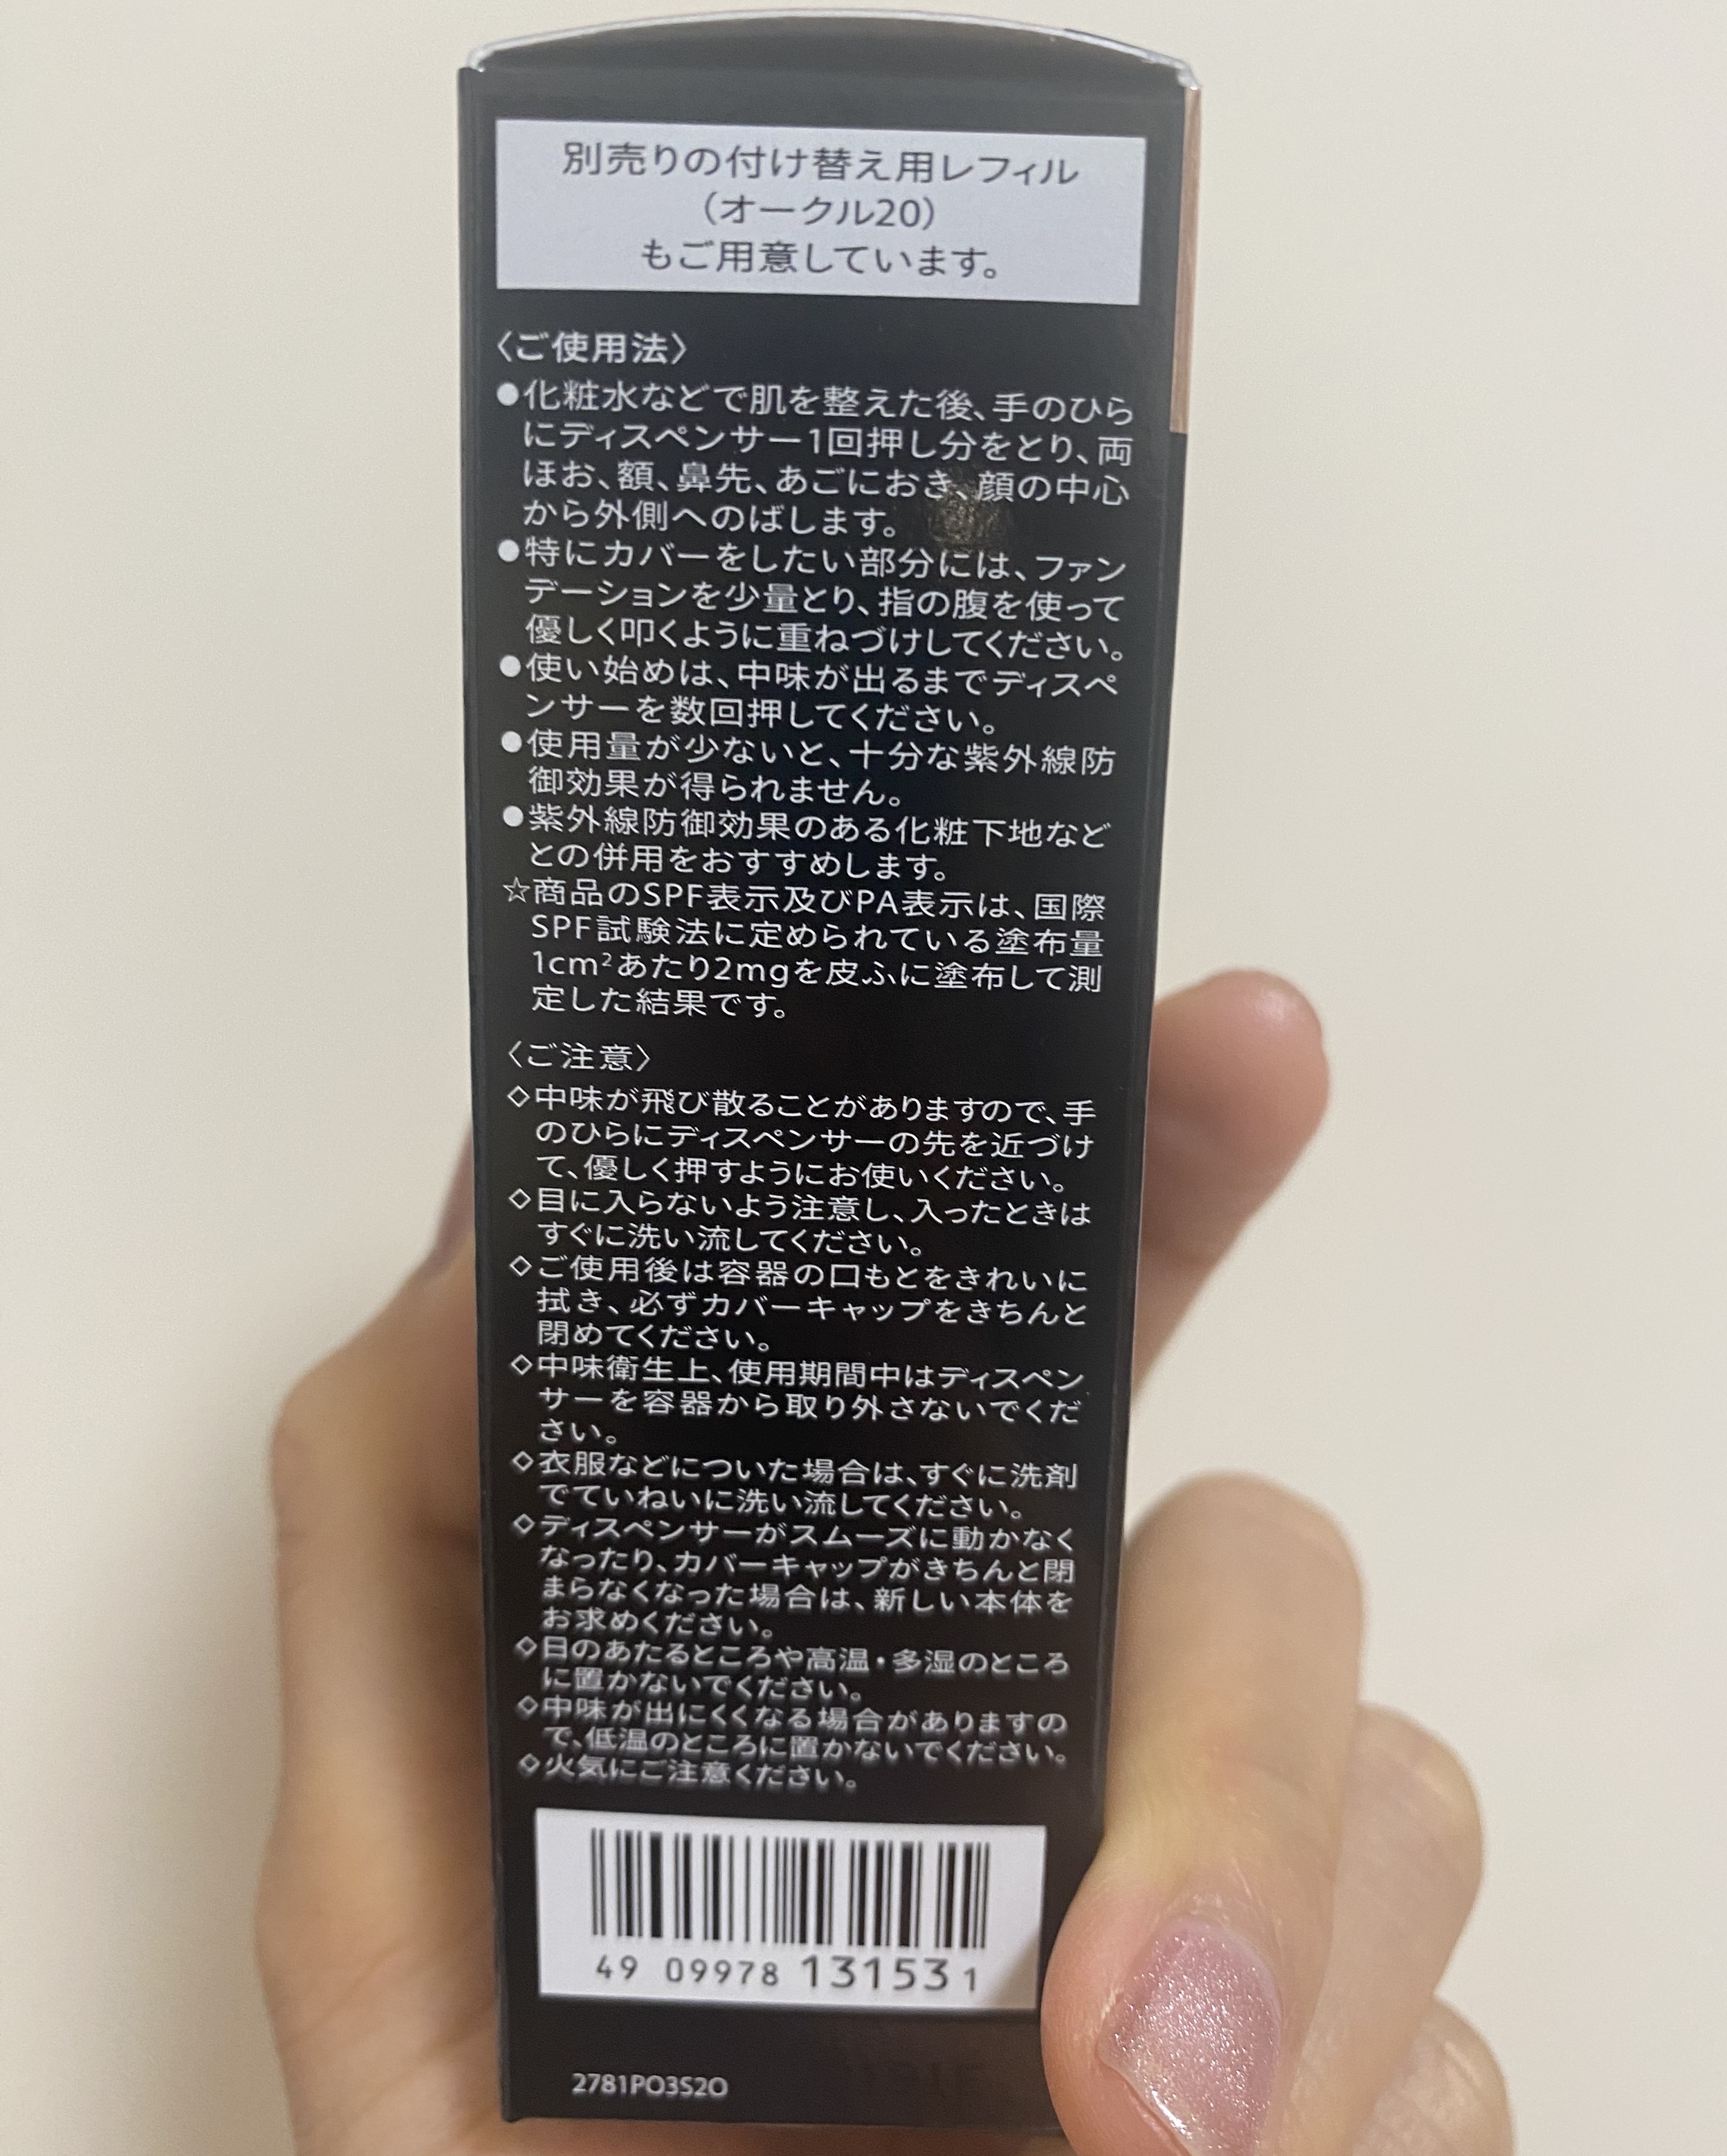 別売りの付け替え用レフィル
（オークル20）
もご用意しています。
〈ご使用法〉
●化粧水などで肌を整えた後、手のひら
にディスペンサー1回押し分をとり、両
ほお、額、鼻先、あごにおき、顔の中心
から外側へのばします。
●特にカバーをしたい部分には、ファン
デーションを少量とり、指の腹を使って
優しく叩くように重ねづけしてください。
●使い始めは、中味が出るまでディスペ
ンサーを数回押してください。
●使用量が少ないと、十分な紫外線防
御効果が得られません。
●紫外線防御効果のある化粧下地など
との併用をおすすめします。
☆商品のSPF表示及びPA表示は、国際
SPF試験法に定められている塗布量
1cm²あたり2mgを皮ふに塗布して測
定した結果です。
〈ご注意〉
◇中味が飛び散ることがありますので、手
のひらにディスペンサーの先を近づけ
て、優しく押すようにお使いください。
◇目に入らないよう注意し、入ったときは
すぐに洗い流してください。
◇ご使用後は容器の口もとをきれいに
拭き、必ずカバーキャップをきちんと
閉めてください。
◇中味衛生上、使用期間中はディスペン
サーを容器から取り外さないでくだ
さい。
◇衣服などについた場合は、すぐに洗剤
でていねいに洗い流してください。
◇ディスペンサーがスムーズに動かなく
なったり、カバーキャップがきちんと閉
まらなくなった場合は、新しい本体を
お求めください。
◇日のあたるところや高温・多湿のところ
に置かないでください。
◇中味が出にくくなる場合がありますの
で、低温のところに置かないでください。
◇火気にご注意ください。
49 09978 131531
2781PO3S2O